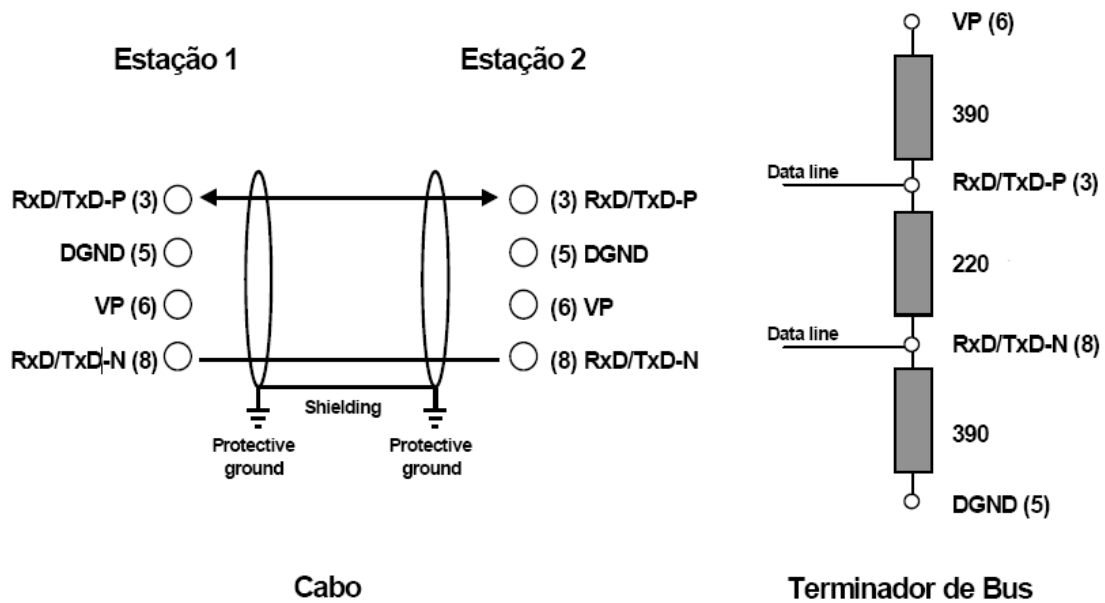 Estação 1
Estação 2
RxD/TxD-P (3)
DGND (5)
VP (6)
RxD/TxD-N (8)
(3) RxD/TxD-P
(5) DGND
(6) VP
(8) RxD/TxD-N
Shielding
Protective
ground
Protective
ground
Cabo
VP (6)
390
Data line
RxD/TxD-P (3)
220
Data line
RxD/TxD-N (8)
390
DGND (5)
Terminador de Bus